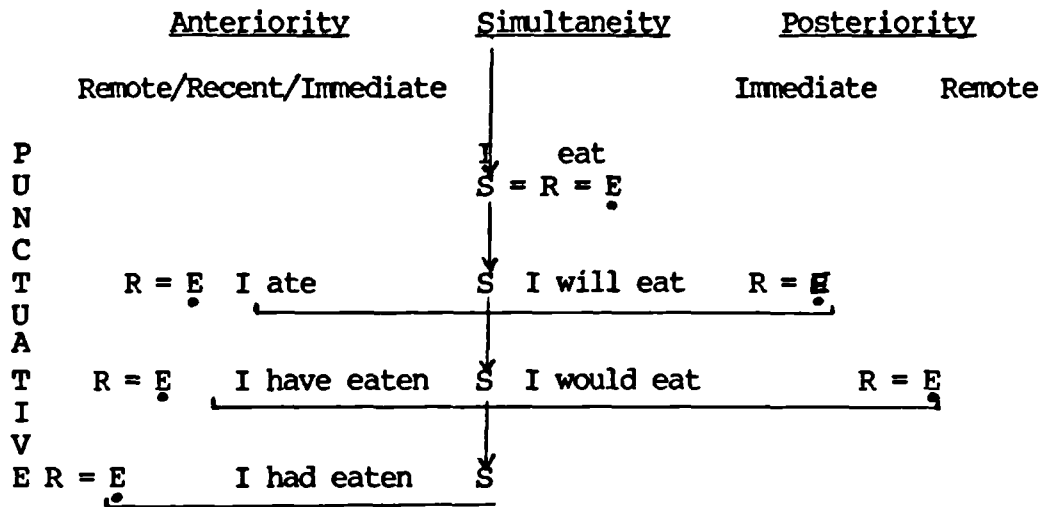 Anteriority Simultaneity Posteriority
Remote/Recent/Immediate Immediate Remote
P I eat
U S = R = E
N
C
T R = E I ate S I will eat R = E
U
A
T R = E I have eaten S I would eat R = E
I
V
E R = E I had eaten S